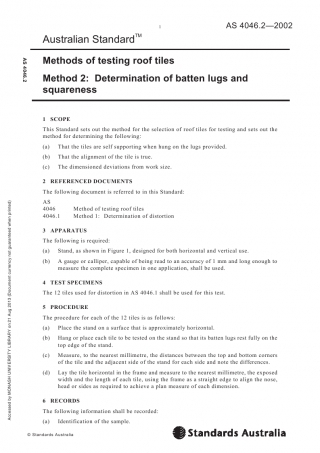 AS 4046.2—2002
1
Australian Standard™
AS 4046.2
Methods of testing roof tiles
Method 2: Determination of batten lugs and
squareness
1 SCOPE
This Standard sets out the method for the selection of roof tiles for testing and sets out the
method for determining the following:
(a) That the tiles are self supporting when hung on the lugs provided.
(b) That the alignment of the tile is true.
(c) The dimensioned deviations from work size.
2 REFERENCED DOCUMENTS
The following document is referred to in this Standard:
AS
4046 Method of testing roof tiles
4046.1 Method 1: Determination of distortion
3 APPARATUS
The following is required:
(a) Stand, as shown in Figure 1, designed for both horizontal and vertical use.
(b) A gauge or calliper, capable of being read to an accuracy of 1 mm and long enough to
measure the complete specimen in one application, shall be used.
4 TEST SPECIMENS
The 12 tiles used for distortion in AS 4046.1 shall be used for this test.
5 PROCEDURE
The procedure for each of the 12 tiles is as follows:
(a) Place the stand on a surface that is approximately horizontal.
(b) Hang or place each tile to be tested on the stand so that its batten lugs rest fully on the
top edge of the stand.
(c) Measure, to the nearest millimetre, the distances between the top and bottom corners
of the tile and the adjacent side of the stand for each side and note the differences.
(d) Lay the tile horizontal in the frame and measure to the nearest millimetre, the exposed
width and the length of each tile, using the frame as a straight edge to align the nose,
head or sides as required to achieve a plan measure of each dimension.
6 RECORDS
The following information shall be recorded:
(a) Identification of the sample.
Accessed by MONASH UNIVERSITY LIBRARY on 21 Aug 2013 (Document currency not guaranteed when printed)
© Standards Australia
Standards Australia